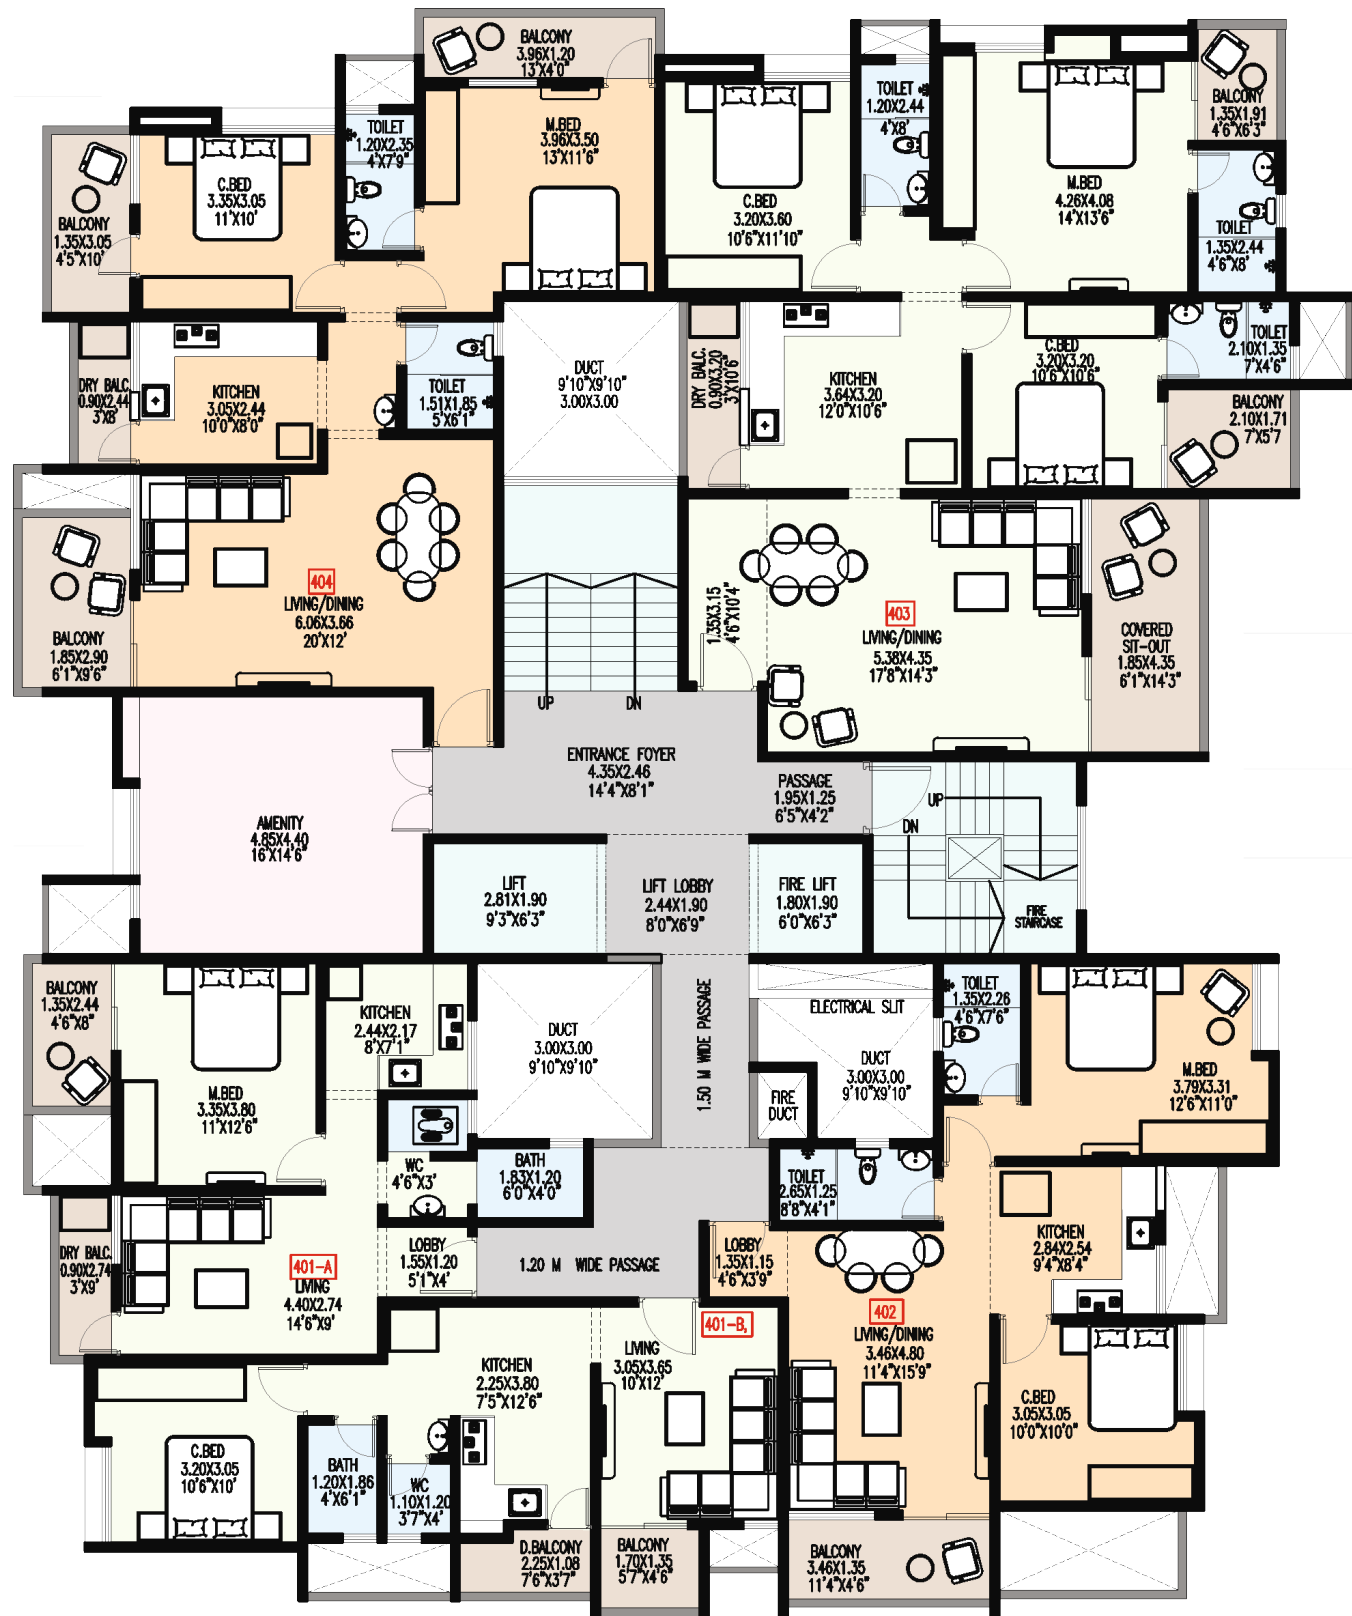 BALCONY
3.96X1.20
13'X4'0"
M.BED
3.96X3.50
13'X11'6"
TOILET
1.20X2.35
4'X7'9"
C.BED
3.35X3.05
11'X10'
BALCONY
1.35X3.05
4'5"X10'
DRY BALC.
0.90X2.44
3'X8'
KITCHEN
3.05X2.44
10'0"X8'0"
TOILET
1.51X1.85
5'X6'1"
DUCT
9'10"X9'10"
3.00X3.00
404
LIVING/DINING
6.06X3.66
20'X12'
BALCONY
1.85X2.90
6'1"X9'6"
C.BED
3.20X3.60
10'6"X11'10"
TOILET
1.20X2.44
4'X8'
M.BED
4.26X4.08
14'X13'6"
BALCONY
1.35X1.91
4'6"X6'3"
TOILET
1.35X2.44
4'6"X8'
DRY BALC.
0.90X3.20
3'X10'6"
KITCHEN
3.64X3.20
12'0"X10'6"
C.BED
3.20X3.20
10'6"X10'6"
TOILET
2.10X1.35
7'X4'6"
BALCONY
2.10X1.71
7'X5'7
1.35X3.15
4'6"X10'4"
403
LIVING/DINING
5.38X4.35
17'8"X14'3"
COVERED
SIT-OUT
1.85X4.35
6'1"X14'3"
UP
DN
ENTRANCE FOYER
4.35X2.46
14'4"X8'1"
PASSAGE
1.95X1.25
6'5"X4'2"
UP
DN
FIRE
STAIRCASE
AMENITY
4.85X4.40
16'X14'6"
LIFT
2.81X1.90
9'3"X6'3"
LIFT LOBBY
2.44X1.90
8'0"X6'9"
FIRE LIFT
1.80X1.90
6'0"X6'3"
BALCONY
1.35X2.44
4'6"X8"
M.BED
3.35X3.80
11'X12'6"
KITCHEN
2.44X2.17
8'X7'1"
DUCT
3.00X3.00
9'10"X9'10"
1.50 M WIDE PASSAGE
ELECTRICAL SLIT
DUCT
3.00X3.00
9'10"X9'10"
FIRE
DUCT
TOILET
1.35X2.26
4'6"X7'6"
M.BED
3.79X3.31
12'6"X11'0"
WC
4'6"X3'
BATH
1.83X1.20
6'0"X4'0"
TOILET
2.65X1.25
8'8"X4'1"
DRY BALC.
0.90X2.74
3'X9'
401-A
LIVING
4.40X2.74
14'6"X9'
LOBBY
1.55X1.20
5'1"X4'
1.20 M WIDE PASSAGE
LOBBY
1.35X1.15
4'6"X3'9"
KITCHEN
2.84X2.54
9'4"X8'4"
401-B,
LIVING
3.05X3.65
10'X12'
402
LIVING/DINING
3.46X4.80
11'4"X15'9"
KITCHEN
2.25X3.80
7'5"X12'6"
C.BED
3.05X3.05
10'0"X10'0"
C.BED
3.20X3.05
10'6"X10'
BATH
1.20X1.86
4'X6'1"
WC
1.10X1.20
3'7"X4'
D.BALCONY
2.25X1.08
7'6"X3'7"
BALCONY
1.70X1.35
5'7"X4'6"
BALCONY
3.46X1.35
11'4"X4'6"